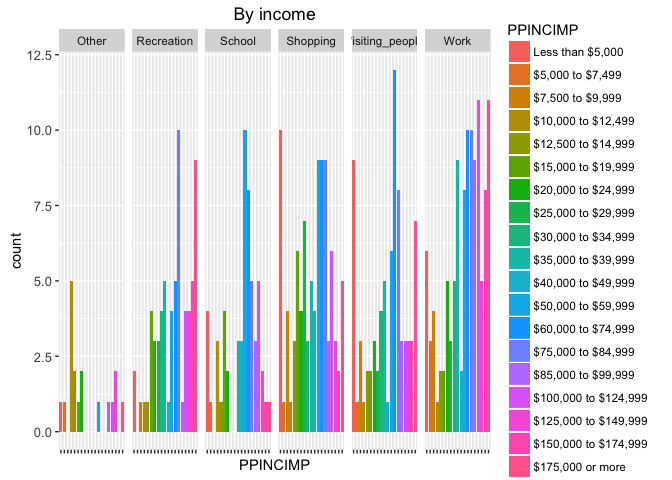 By income
Other Recreation School Shopping isiting_peopl Work
12.5
10.0
7.5
5.0
2.5
0.0
count
PPINCIMP
PPINCIMP
Less than $5,000
$5,000 to $7,499
$7,500 to $9,999
$10,000 to $12,499
$12,500 to $14,999
$15,000 to $19,999
$20,000 to $24,999
$25,000 to $29,999
$30,000 to $34,999
$35,000 to $39,999
$40,000 to $49,999
$50,000 to $59,999
$60,000 to $74,999
$75,000 to $84,999
$85,000 to $99,999
$100,000 to $124,999
$125,000 to $149,999
$150,000 to $174,999
$175,000 or more